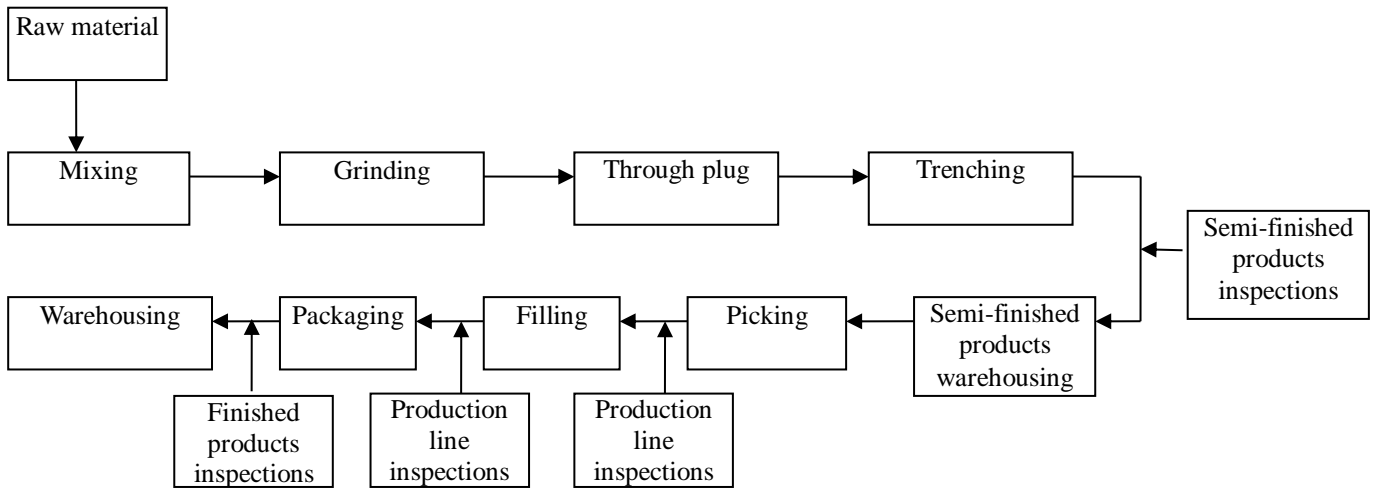 Raw material
Mixing
Grinding
Through plug
Trenching
Semi-finished
products
inspections
Warehousing
Packaging
Filling
Picking
Semi-finished
products
warehousing
Finished
products
inspections
Production
line
inspections
Production
line
inspections